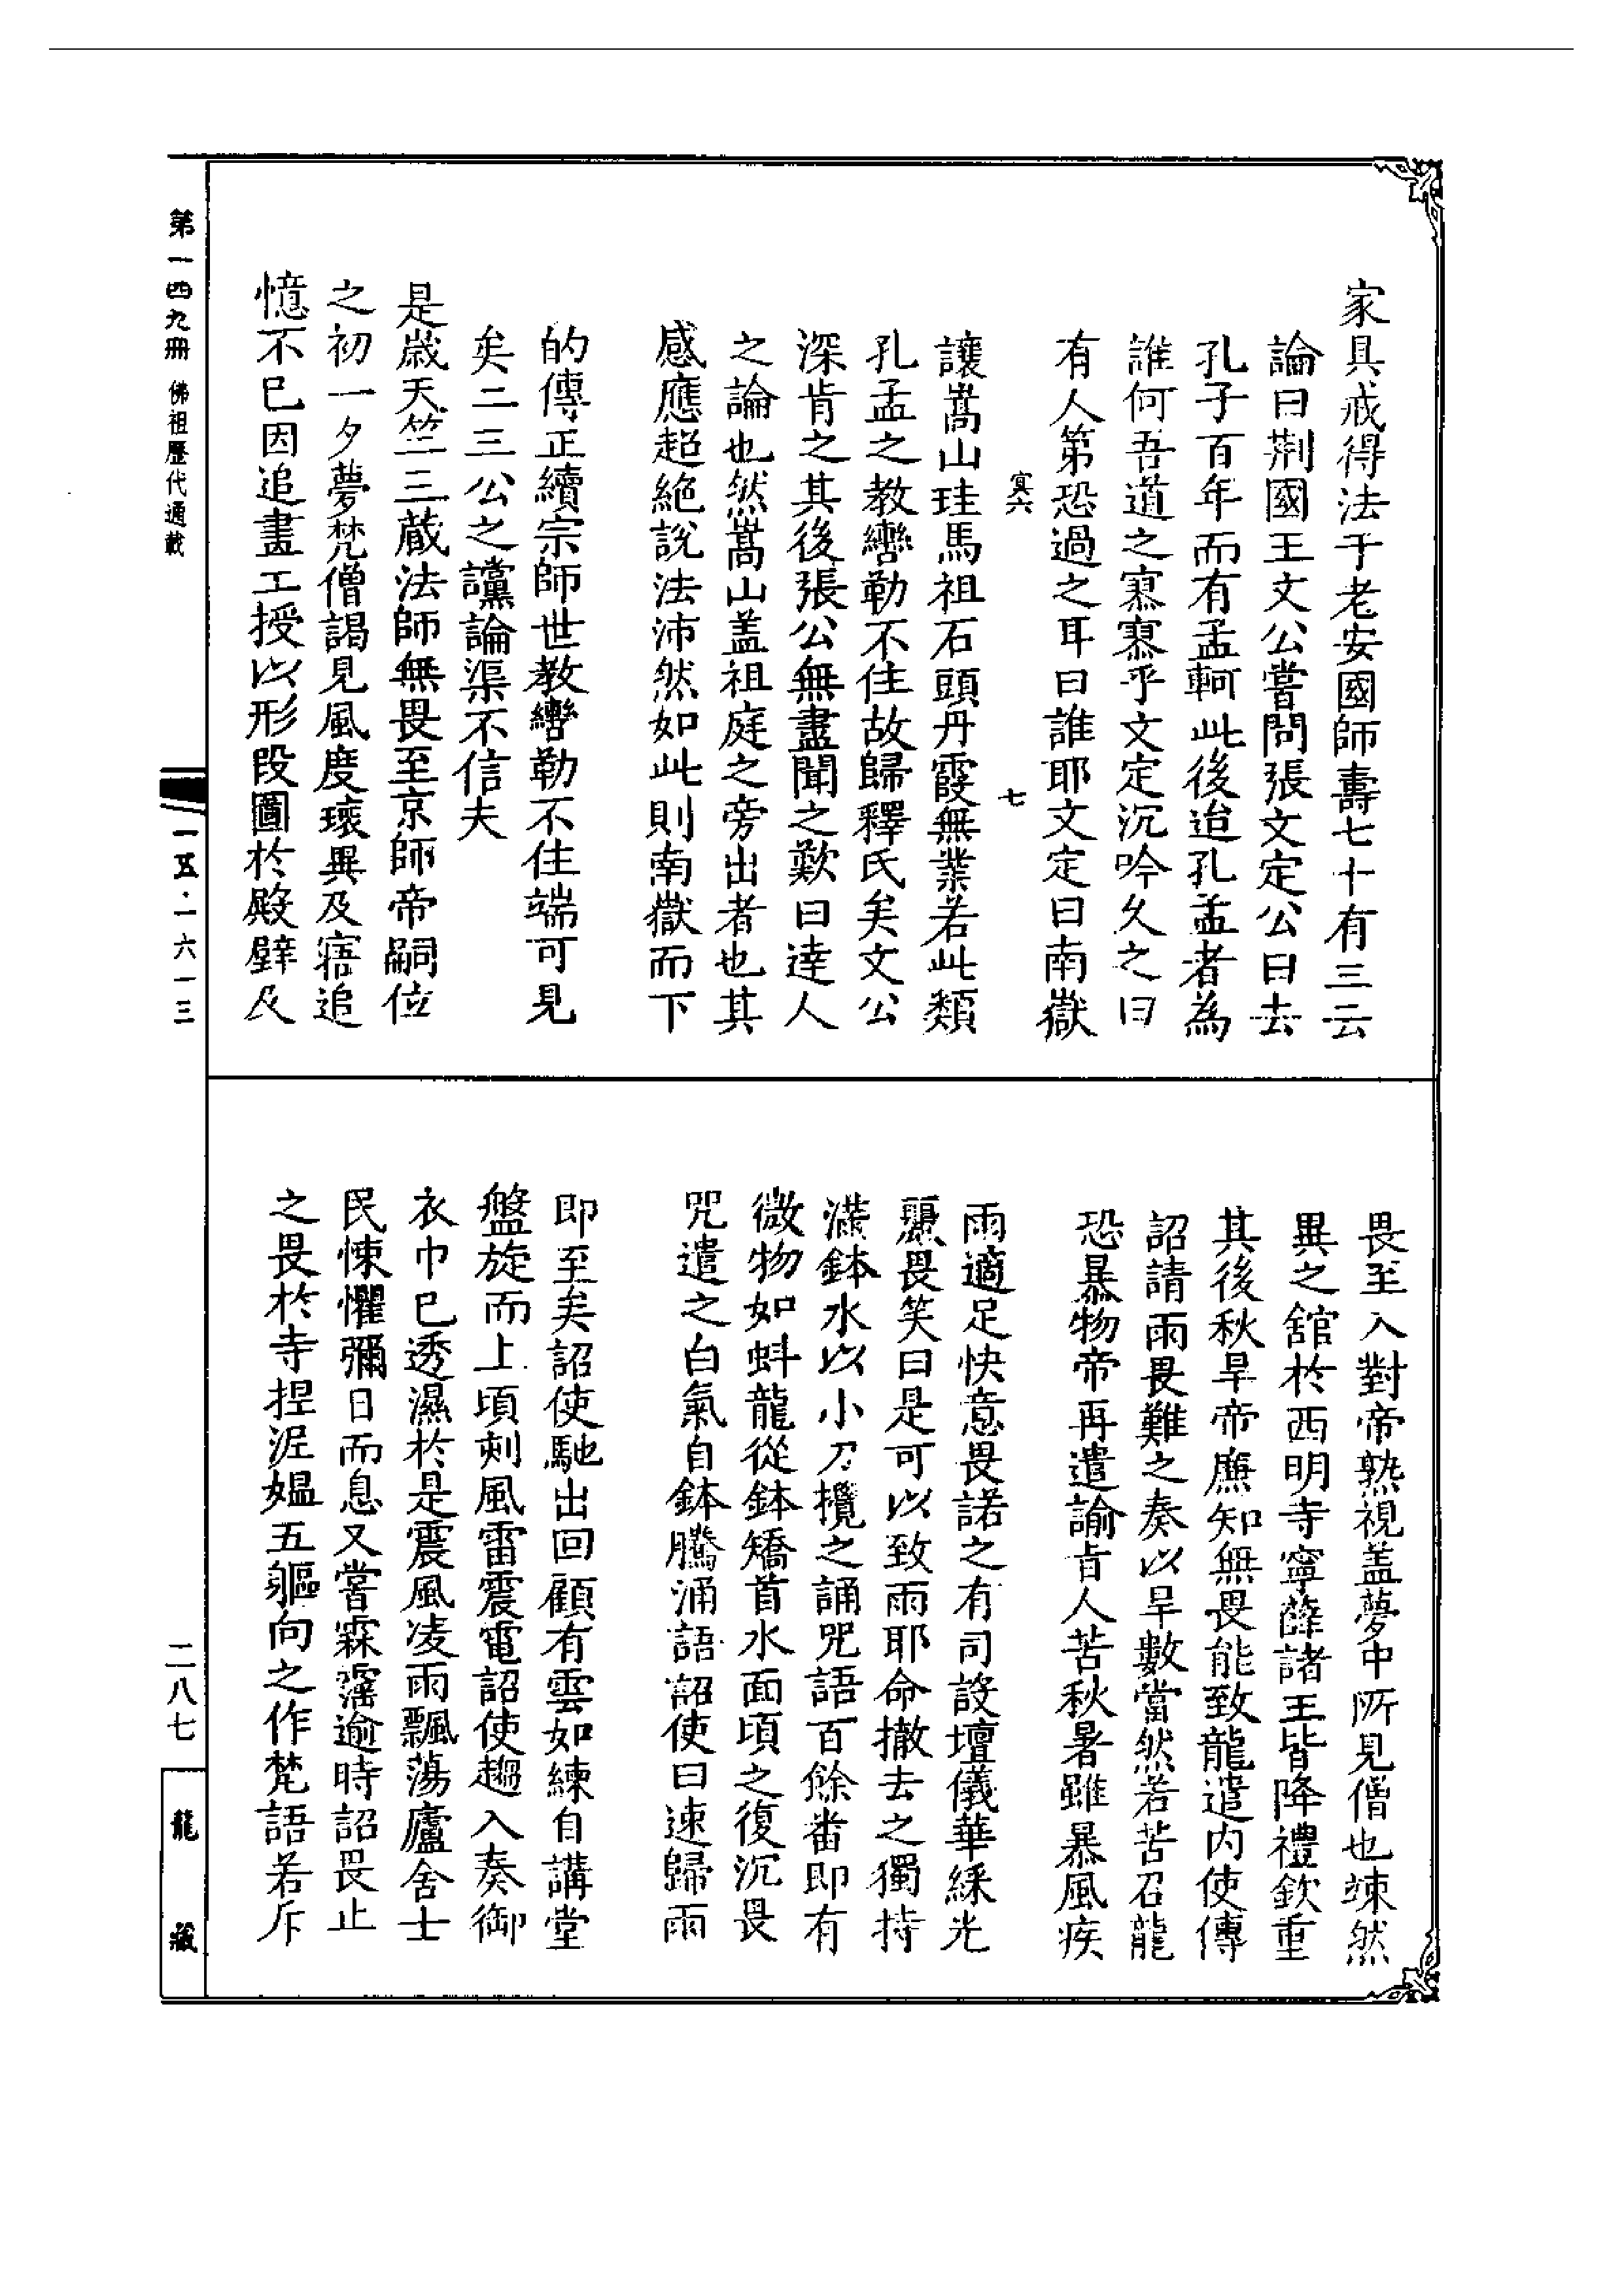 家具戒得法于老安國師壽七十有三云
論曰荆國王文公嘗問張文定公曰去
孔子百年而有孟軻此後迨孔孟者為
誰何吾道之寡寡乎文定沉吟久之曰
有人第恐過之耳曰誰耶文定曰南嶽
七
讓嵩山珪馬祖石頭丹霞無業若此類
孔孟之教轡勒不住故歸釋氏矣文公
深肯之其後張公無盡聞之歎曰達人
之論也然嵩山盖祖庭之旁出者也其
感應超絶說法沛然如此則南嶽而下
的傳正續宗師世教轡勒不住端可見
矣二三公之讜論渠不信夫
是歲天竺三藏法師無畏至京師帝嗣位
之初一夕夢梵僧謁見風度瓌異及寤追
憶不已因追畫工授以形段圖於殿壁及
畏至入對帝熟視盖夢中所見僧也竦然
異之舘於西明寺寧薛諸王皆降禮欽重
其後秋旱帝廉知無畏能致龍遣内使傳
詔請雨畏難之奏以旱數當然若苦召龍
恐暴物帝再遣諭旨人苦秋暑雖暴風疾
雨適足快意畏諾之有司設壇儀華綵光
麗畏笑曰是可以致雨耶命撤去之獨持
滿鉢水以小刀攪之誦咒語百餘番即有
微物如蚪龍從鉢矯首水面頃之復沉畏
咒遣之白氣自鉢騰涌語詔使曰速歸雨
即至矣詔使馳出回顧有雲如練自講堂
盤旋而上頃刻風雷震電詔使趨入奏御
衣巾已透濕於是震風凌雨飄蕩廬舍士
民悚懼彌日而息又嘗霖霪逾時詔畏止
之畏於寺捏泥媪五軀向之作梵語若斥
第一四九冊 佛祖歷代通載
一五·一六一三
二八七
龍藏